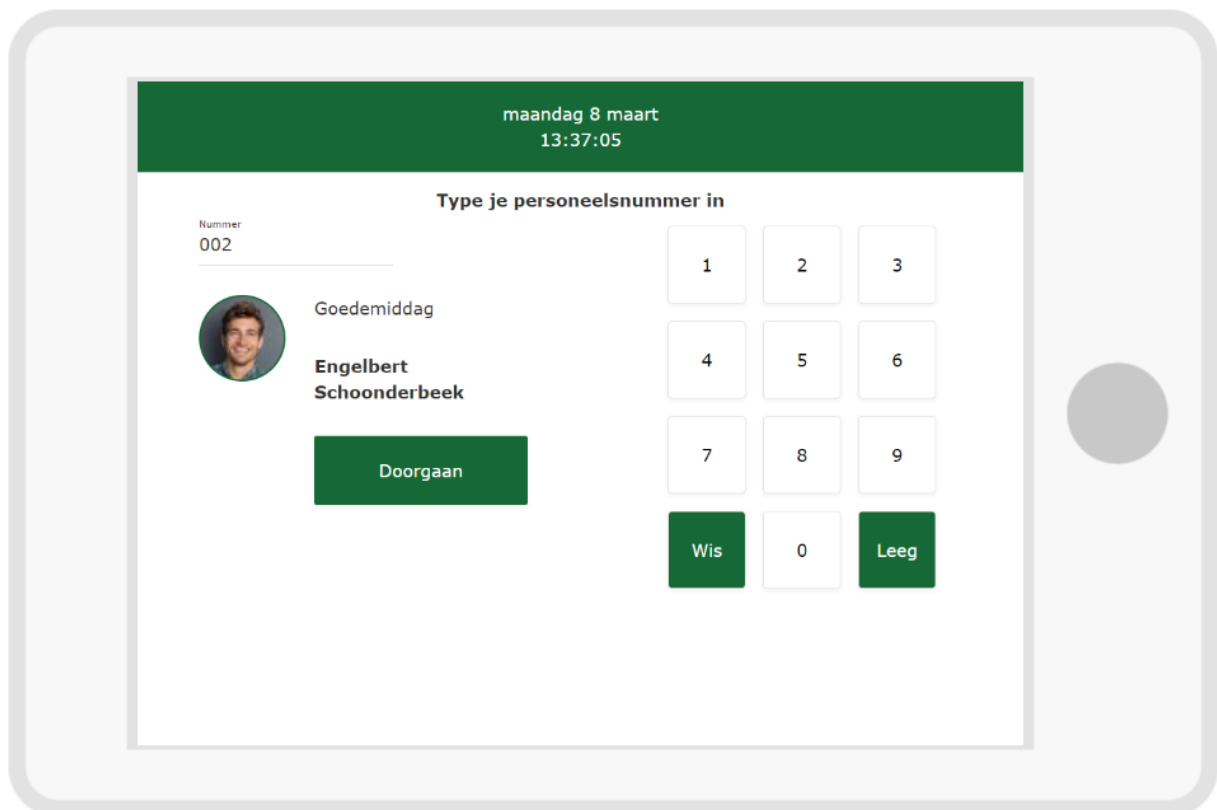 maandag 8 maart
13:37:05
Type je personeelsnummer in
Nummer
002
Goedemiddag
Engelbert
Schoonderbeek
Doorgaan
1 2 3
4 5 6
7 8 9
Wis 0 Leeg